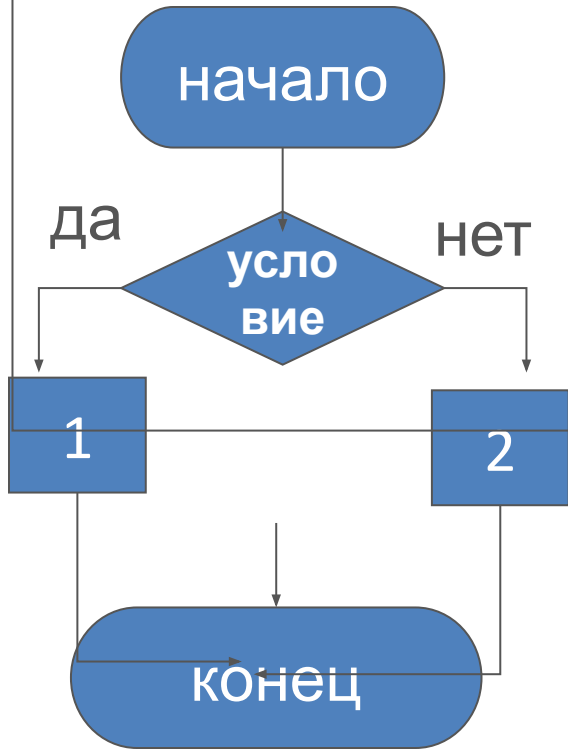 начало
да
нет
усло
вие
1
2
конец